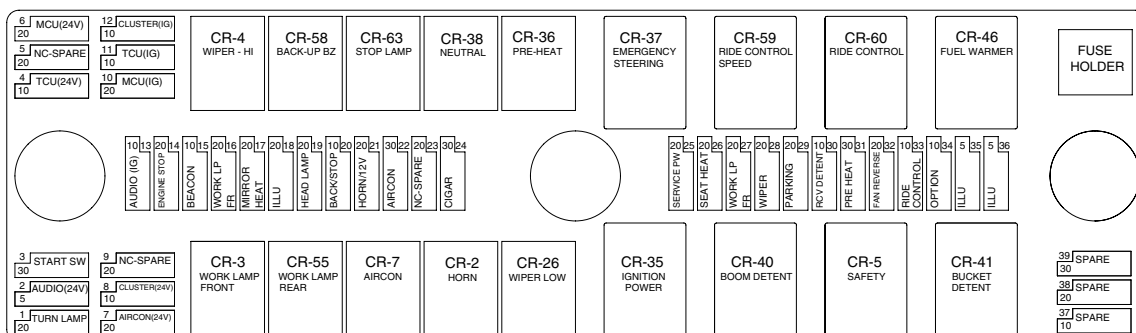 6 MCU(24V) 20
12 CLUSTER(IG) 10
5 NC-SPARE 20
11 TCU(IG) 10
4 TCU(24V) 10
10 MCU(IG) 20
CR-4
WIPER - HI
CR-58
BACK-UP BZ
CR-63
STOP LAMP
CR-38
NEUTRAL
CR-36
PRE-HEAT
CR-37
EMERGENCY
STEERING
CR-59
RIDE CONTROL
SPEED
CR-60
RIDE CONTROL
CR-46
FUEL WARMER
FUSE
HOLDER
10 13
AUDIO (IG)
20 14
ENGINE STOP
10 15
BEACON
20 16
WORK LP
FR
20 17
MIRROR
HEAT
20 18
ILLU
20 19
HEAD LAMP
10 20
BACK/STOP
20 21
HORN/12V
30 22
AIRCON
20 23
NC-SPARE
30 24
CIGAR
20 25
SERVICE PW
20 26
SEAT HEAT
20 27
WORK LP
FR
20 28
WIPER
20 29
PARKING
10 30
RCV DETENT
30 31
PRE HEAT
20 32
FAN REVERSE
10 33
RIDE
CONTROL
10 34
OPTION
5 35
ILLU
5 36
ILLU
3 START SW 30
9 NC-SPARE 20
2 AUDIO(24V) 5
8 CLUSTER(24V) 10
1 TURN LAMP 20
7 AIRCON(24V) 20
CR-3
WORK LAMP
FRONT
CR-55
WORK LAMP
REAR
CR-7
AIRCON
CR-2
HORN
CR-26
WIPER LOW
CR-35
IGNITION
POWER
CR-40
BOOM DETENT
CR-5
SAFETY
CR-41
BUCKET
DETENT
39 SPARE 30
38 SPARE 20
37 SPARE 10